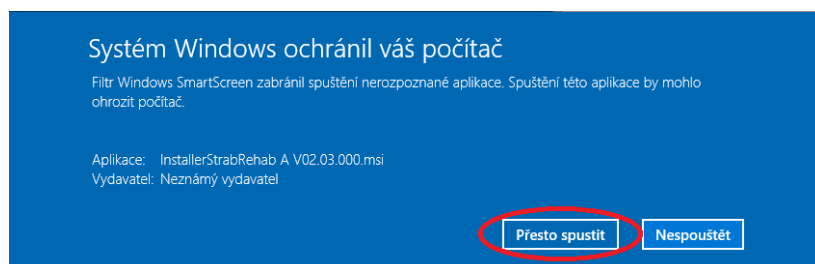 Systém Windows ochránil váš počítač
Filtr Windows SmartScreen zabránil spuštění nerozpoznané aplikace. Spuštění této aplikace by mohlo
ohrozit počítač.
Aplikace: InstallerStrabRehab A V02.03.000.msi
Vydavatel: Neznámý vydavatel
Přesto spustit Nespouštět